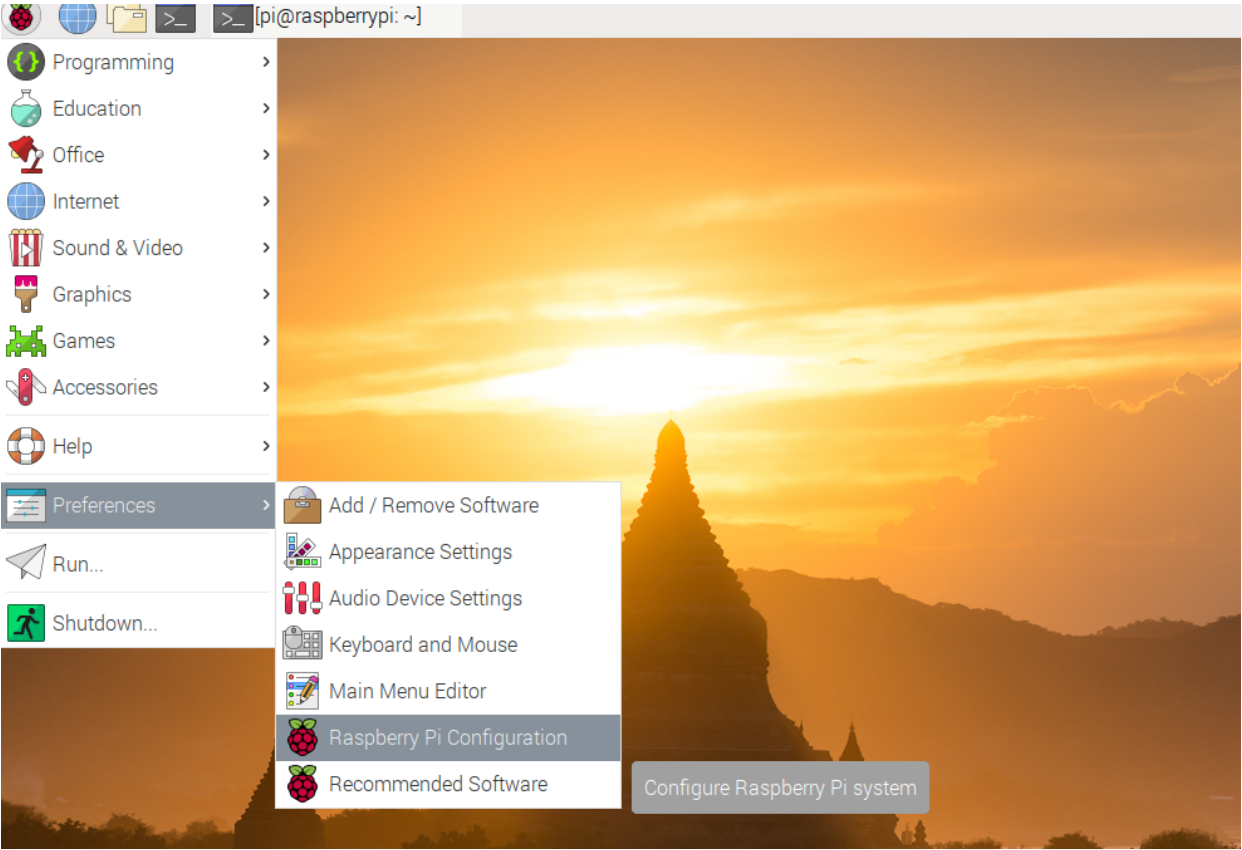 [pi@raspberrypi: ~]
Programming
Education
Office
Internet
Sound & Video
Graphics
Games
Accessories
Help
Preferences
Run...
Shutdown...
Add / Remove Software
Appearance Settings
Audio Device Settings
Keyboard and Mouse
Main Menu Editor
Raspberry Pi Configuration
Recommended Software
Configure Raspberry Pi system